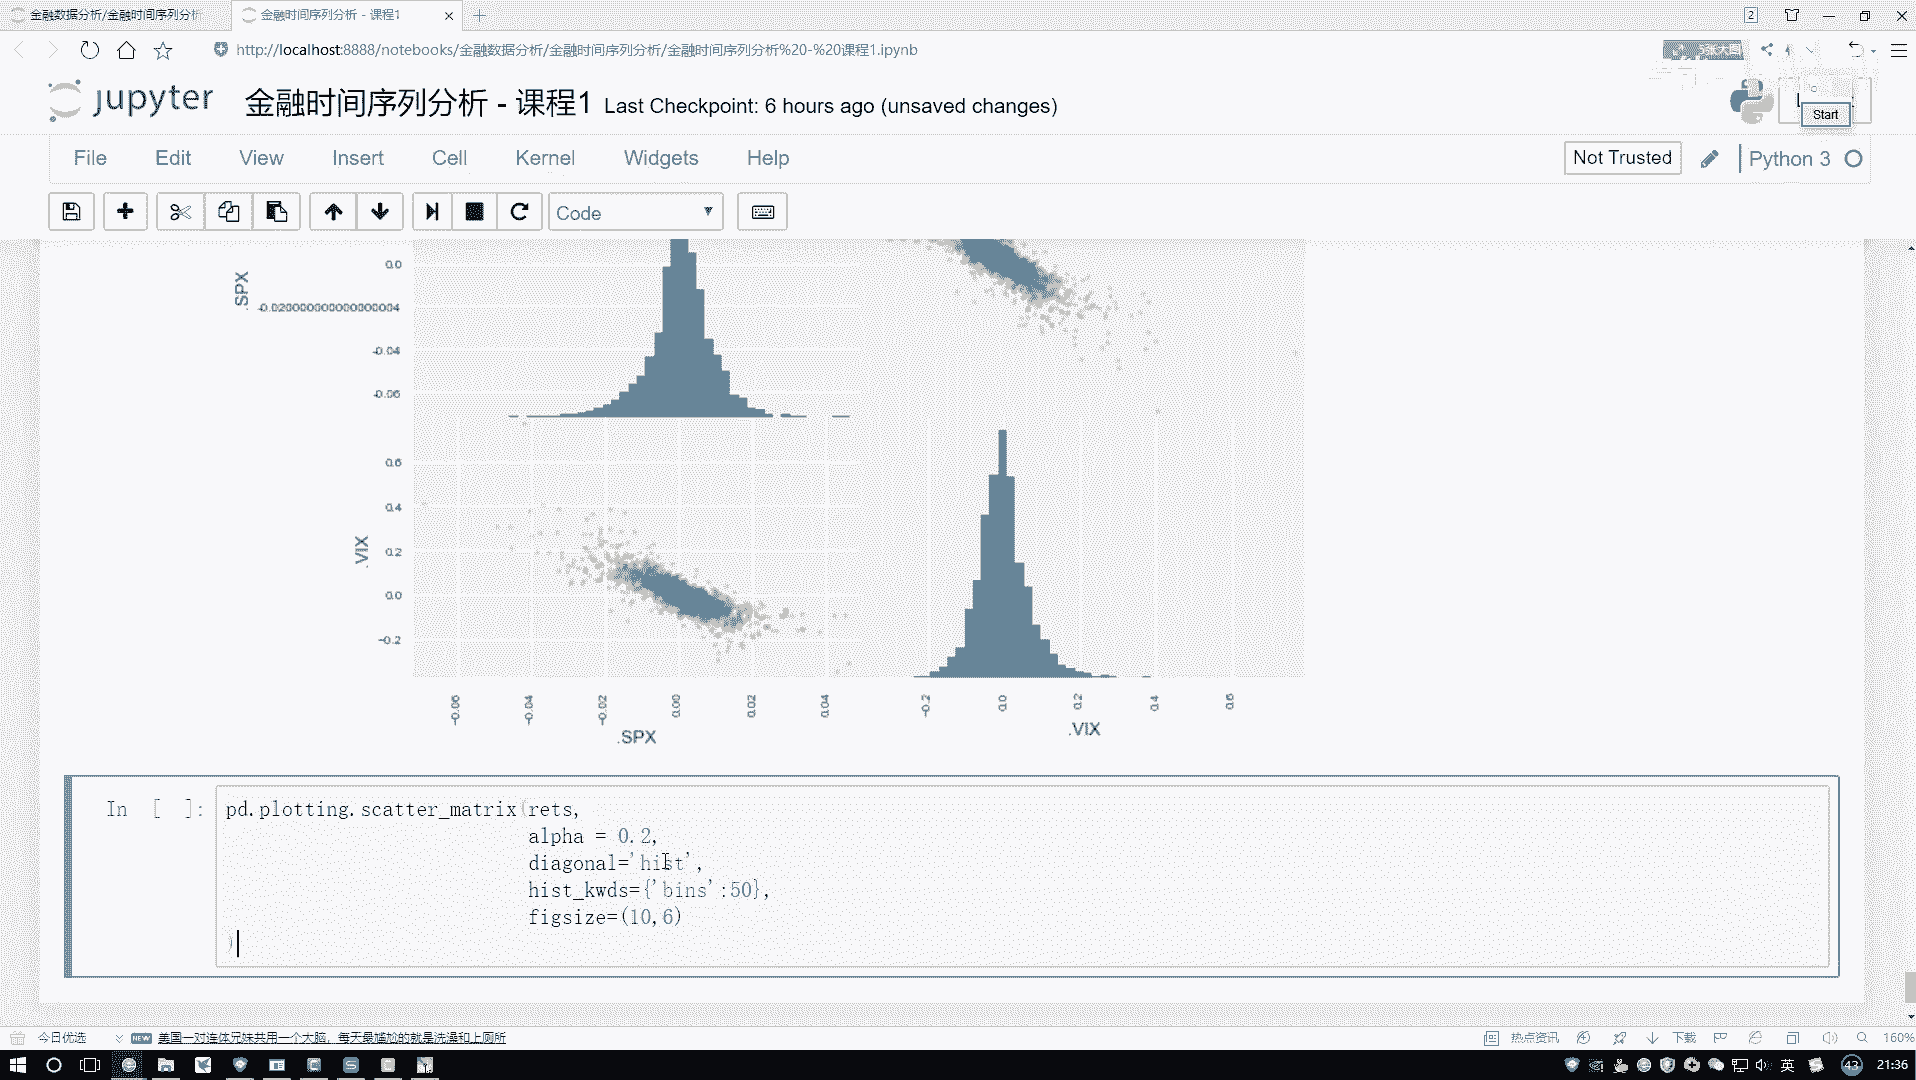 金融数据分析/金融时间序列分析
金融时间序列分析 - 课程1
2
http://localhost:8888/notebooks/金融数据分析/金融时间序列分析/金融时间序列分析%20-%20课程1.ipynb
jupyter 金融时间序列分析 - 课程1 Last Checkpoint: 6 hours ago (unsaved changes)
Start
File Edit View Insert Cell Kernel Widgets Help
Not Trusted
Python 3
Code
.SPX
0.0
-0.02000000000000004
-0.04
-0.06
.VIX
0.6
0.4
0.2
0.0
-0.2
-0.06 -0.04 -0.02 0.00 0.02 0.04
-0.2 0.0 0.2 0.4 0.6
.SPX .VIX
In [ ]:
pd.plotting.scatter_matrix(rets,
alpha = 0.2,
diagonal='hist',
hist_kwds={'bins':50},
figsize=(10,6)
)
今日优选 NEW 美国一对连体兄妹共用一个大脑，每天最尴尬的就是洗澡和上厕所
热点资讯 下载 160%
英 43 21:36